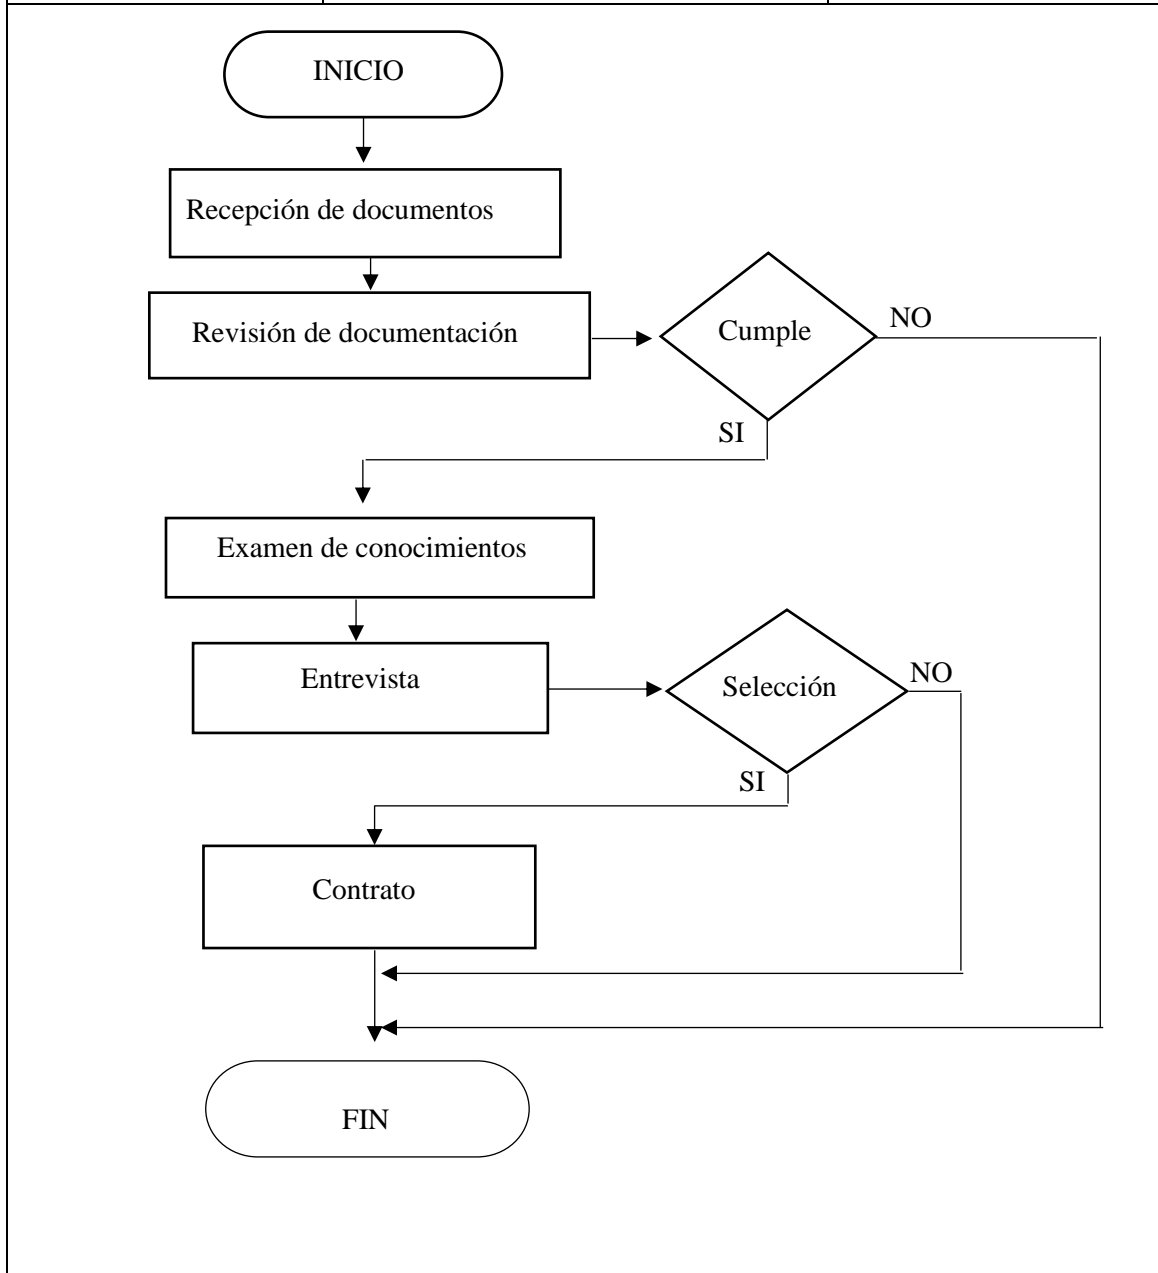 INICIO
Recepción de documentos
Revisión de documentación
Cumple
NO
SI
Examen de conocimientos
Entrevista
Selección
NO
SI
Contrato
FIN